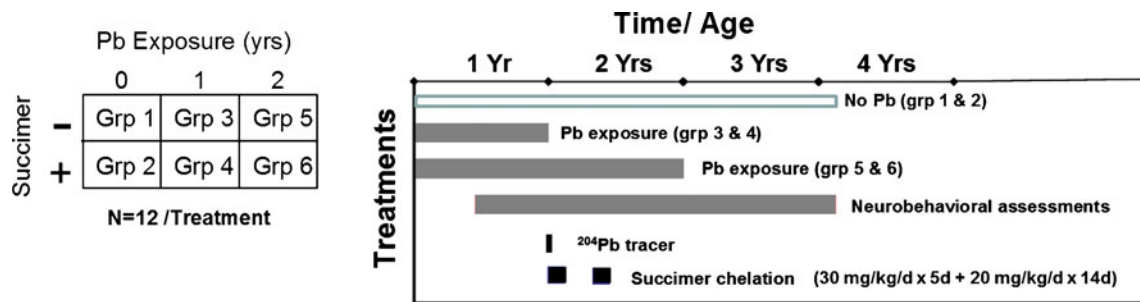 Pb Exposure (yrs)
0 1 2
Succimer
− Grp 1 Grp 3 Grp 5
+ Grp 2 Grp 4 Grp 6
N=12 /Treatment
Time/ Age
1 Yr 2 Yrs 3 Yrs 4 Yrs
Treatments
No Pb (grp 1 & 2)
Pb exposure (grp 3 & 4)
Pb exposure (grp 5 & 6)
Neurobehavioral assessments
²⁰⁴Pb tracer
Succimer chelation (30 mg/kg/d x 5d + 20 mg/kg/d x 14d)